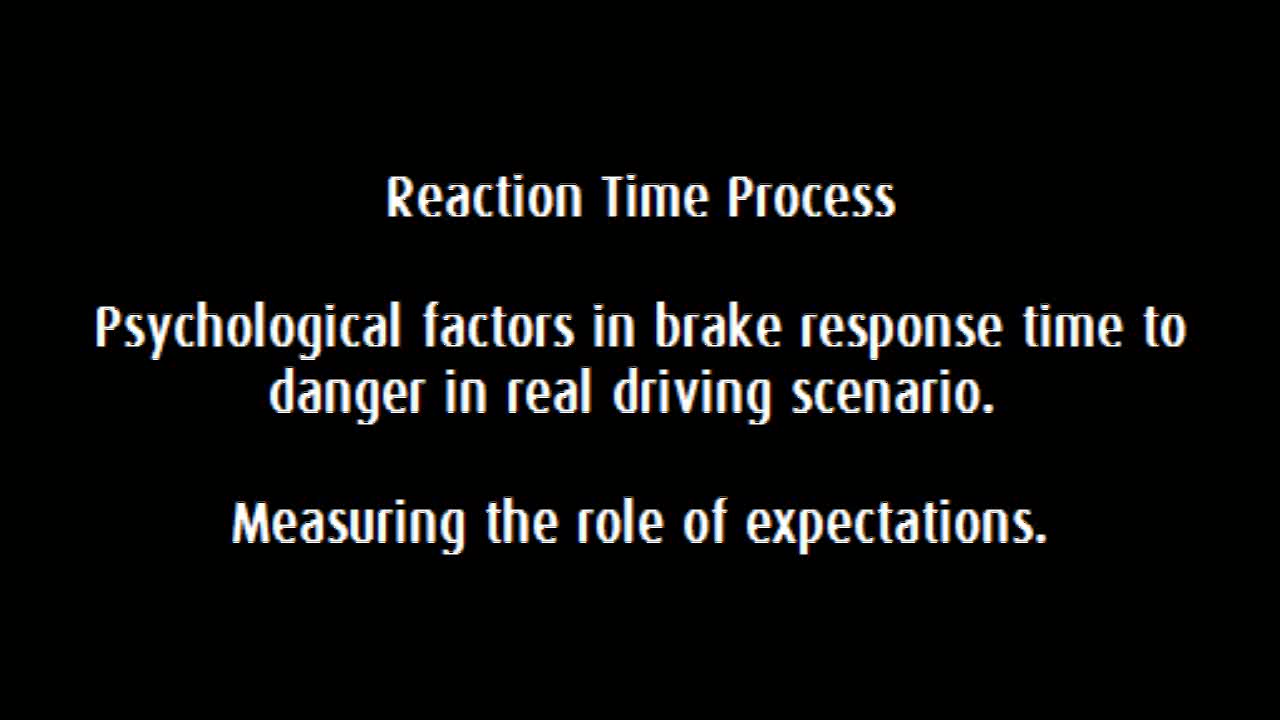 Reaction Time Process
Psychological factors in brake response time to
danger in real driving scenario.
Measuring the role of expectations.